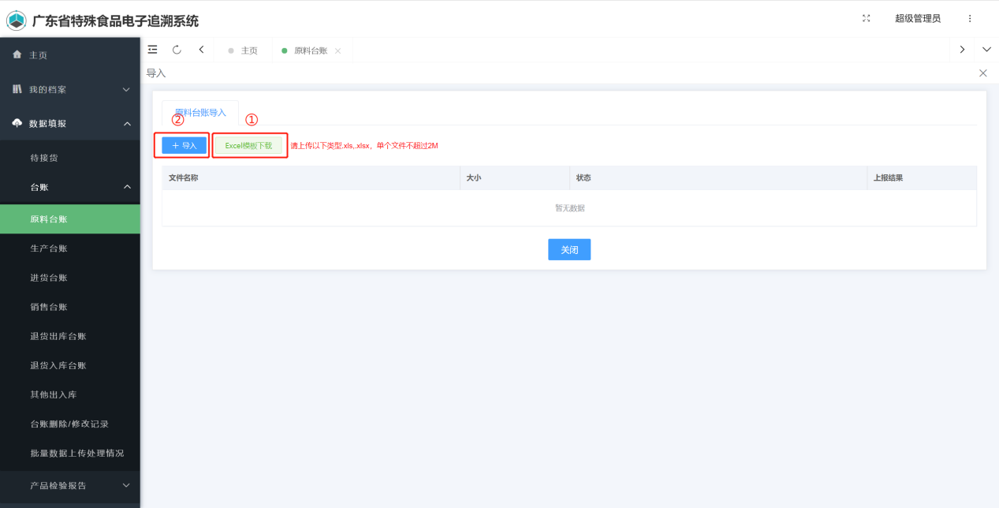 广东省特殊食品电子追溯系统
超级管理员
主页
我的档案
数据填报
待接货
台账
原料台账
生产台账
进货台账
销售台账
退货出库台账
退货入库台账
其他出入库
台账删除/修改记录
批量数据上传处理情况
产品检验报告
主页 原料台账
导入
原料台账导入
② ①
导入 Excel模板下载 请上传以下类型.xls,.xlsx，单个文件不超过2M
文件名称 大小 状态 上报结果
暂无数据
关闭